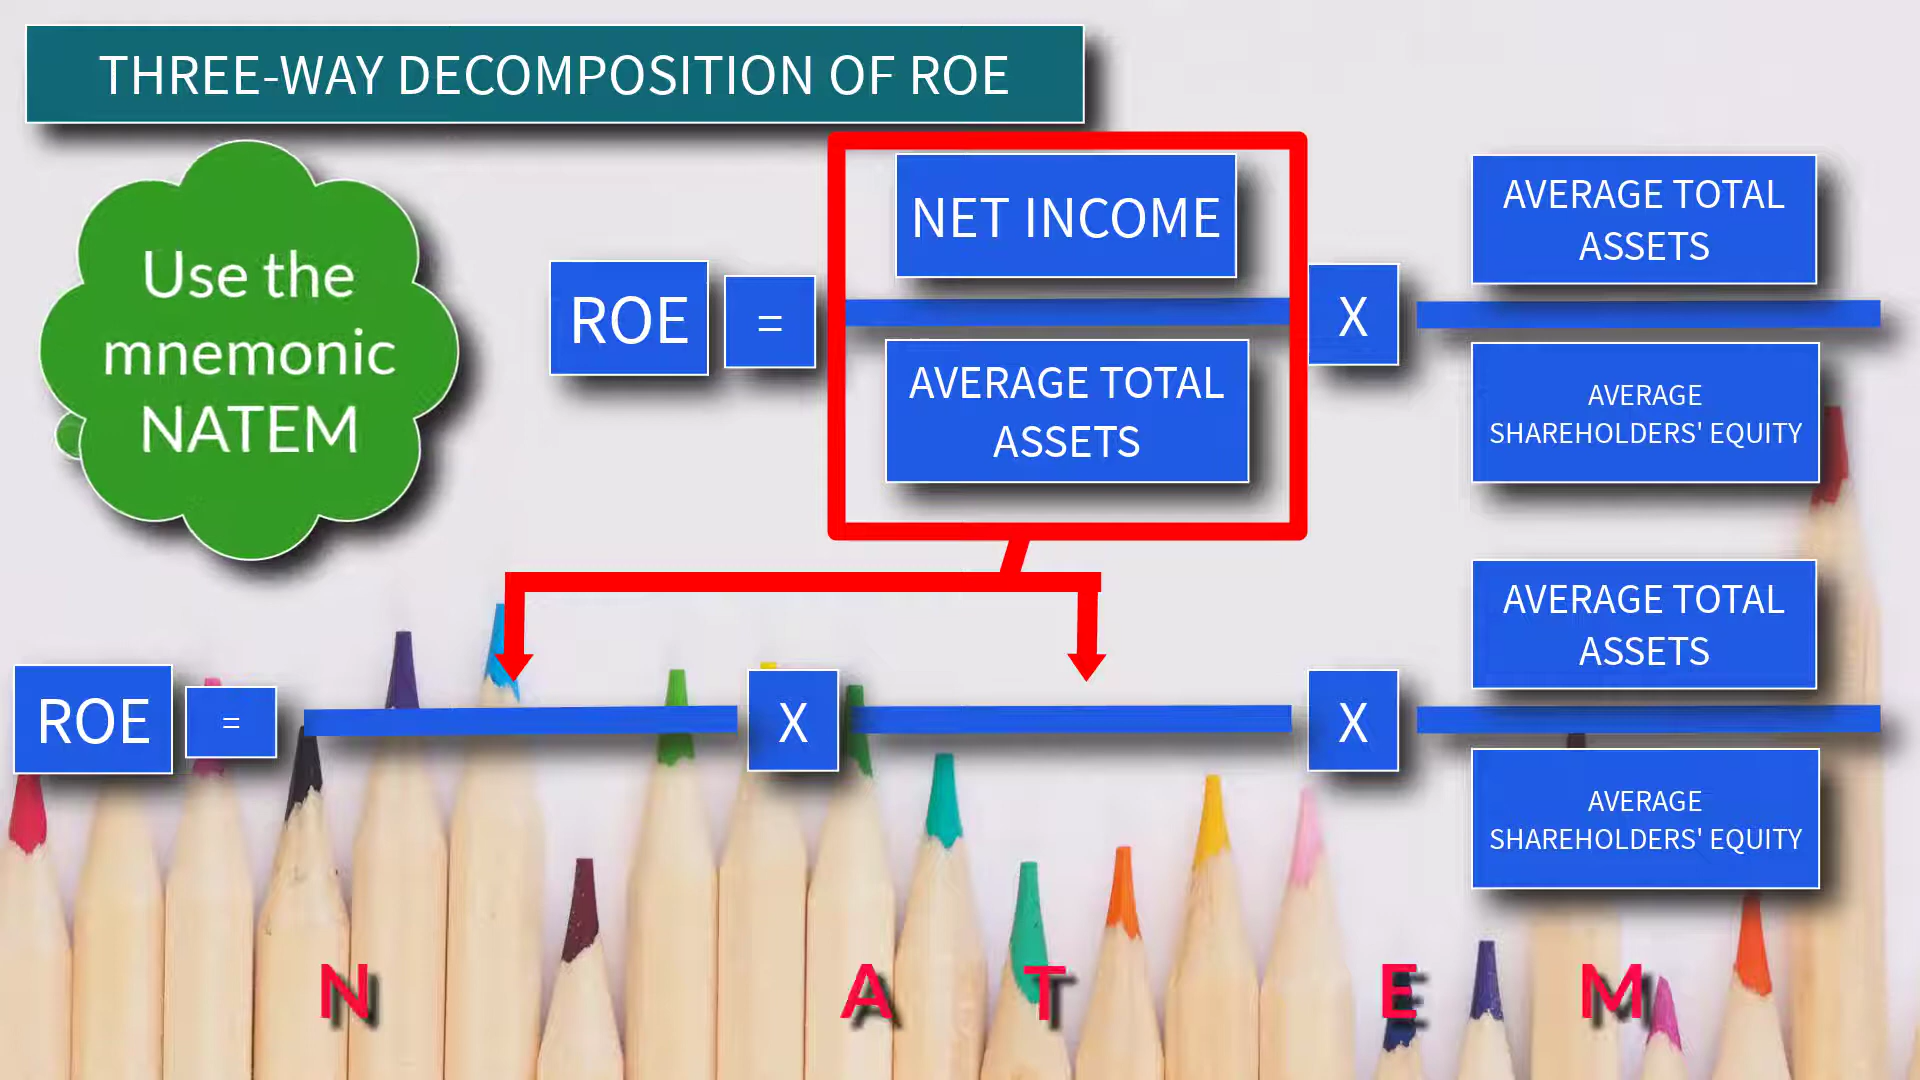 THREE-WAY DECOMPOSITION OF ROE
Use the
mnemonic
NATEM
ROE
=
NET INCOME
AVERAGE TOTAL
ASSETS
X
AVERAGE TOTAL
ASSETS
AVERAGE
SHAREHOLDERS' EQUITY
ROE
=
X
X
AVERAGE TOTAL
ASSETS
AVERAGE
SHAREHOLDERS' EQUITY
N A T E M